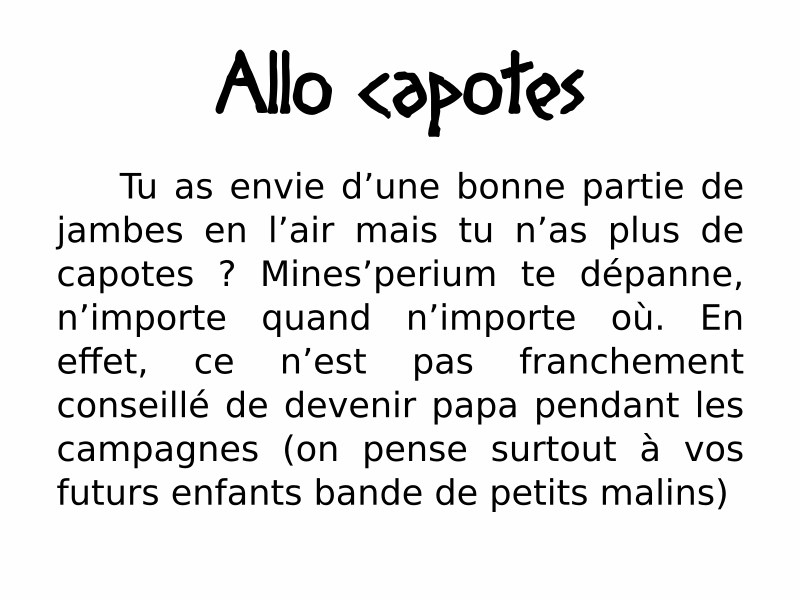 Allo capotes
Tu as envie d’une bonne partie de
jambes en l’air mais tu n’as plus de
capotes ? Mines’perium te dépanne,
n’importe quand n’importe où. En
effet, ce n’est pas franchement
conseillé de devenir papa pendant les
campagnes (on pense surtout à vos
futurs enfants bande de petits malins)